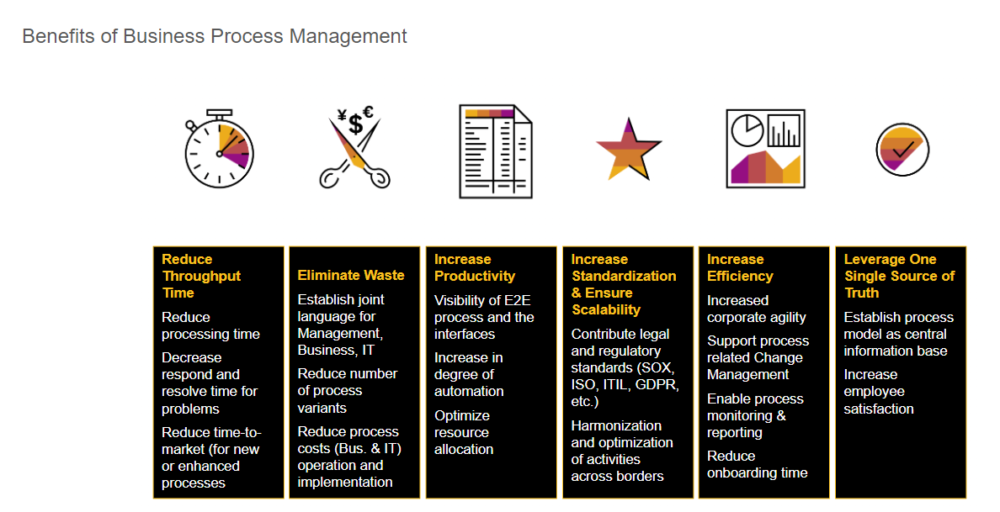 Benefits of Business Process Management
¥ $ €
Reduce
Throughput
Time
Reduce
processing time
Decrease
respond and
resolve time for
problems
Reduce time-to-
market (for new
or enhanced
processes
Eliminate Waste
Establish joint
language for
Management,
Business, IT
Reduce number
of process
variants
Reduce process
costs (Bus. & IT)
operation and
implementation
Increase
Productivity
Visibility of E2E
process and the
interfaces
Increase in
degree of
automation
Optimize
resource
allocation
Increase
Standardization
& Ensure
Scalability
Contribute legal
and regulatory
standards (SOX,
ISO, ITIL, GDPR,
etc.)
Harmonization
and optimization
of activities
across borders
Increase
Efficiency
Increased
corporate agility
Support process
related Change
Management
Enable process
monitoring &
reporting
Reduce
onboarding time
Leverage One
Single Source of
Truth
Establish process
model as central
information base
Increase
employee
satisfaction